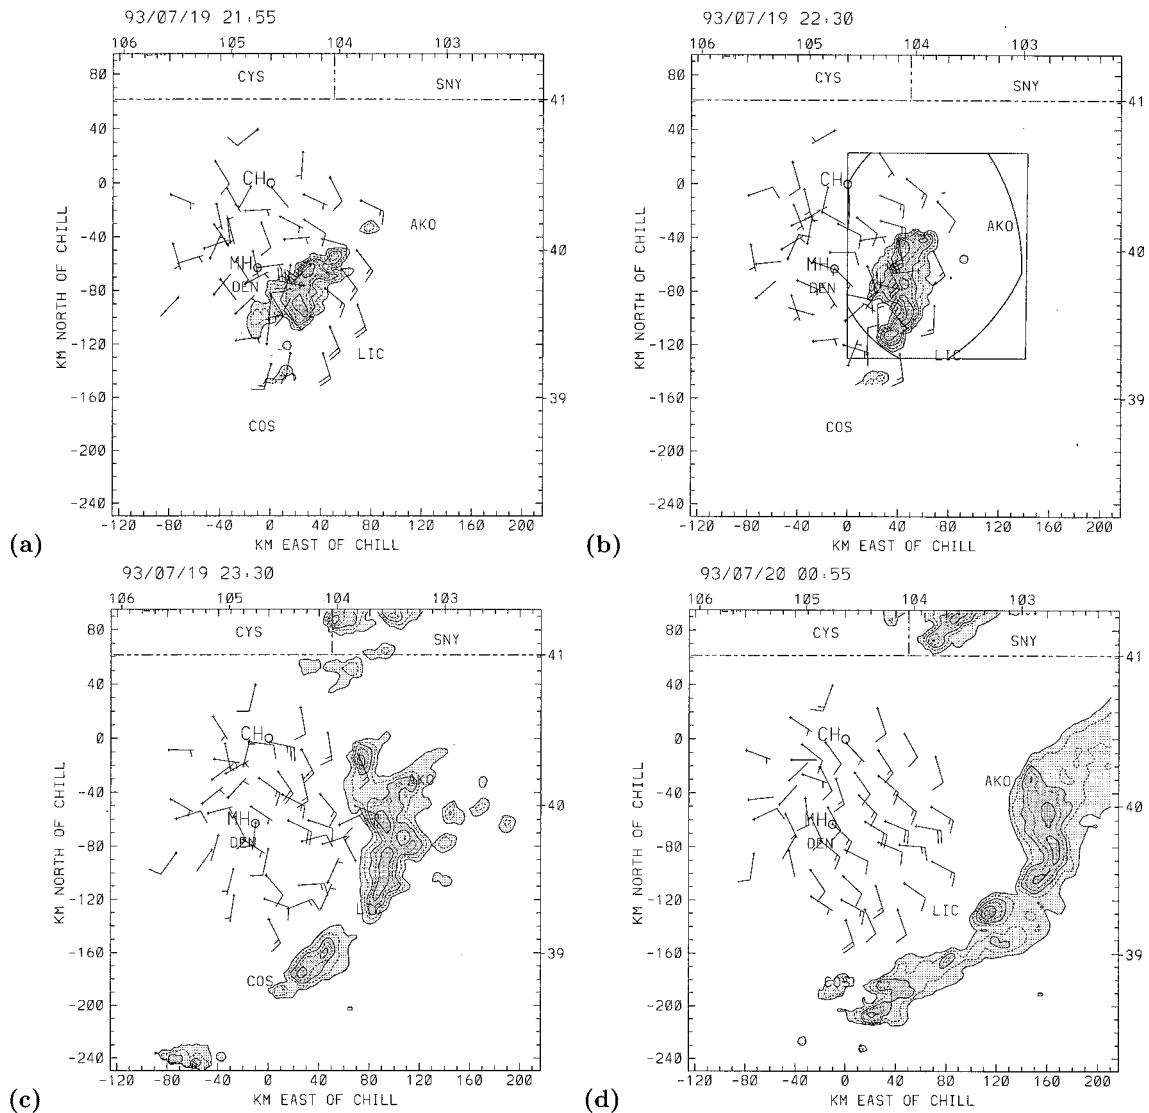 93/07/19 21:55
106 105 104 103
CYS SNY
80
41
40
CH
0
AKO
-40
40
MH
DEN
-80
-120 LIC
-160
39
COS
-200
-240
-120 -80 -40 0 40 80 120 160 200
KM EAST OF CHILL
KM NORTH OF CHILL
(a)
93/07/19 22:30
106 105 104 103
CYS SNY
80
41
40
CH
0
AKO
-40
40
MH
DEN
-80
-120 LIC
-160
39
COS
-200
-240
-120 -80 -40 0 40 80 120 160 200
KM EAST OF CHILL
KM NORTH OF CHILL
(b)
93/07/19 23:30
106 105 104 103
CYS SNY
80
41
40
CH
0
AKO
-40
40
MH
DEN
-80
-120
-160
39
COS
-200
-240
-120 -80 -40 0 40 80 120 160 200
KM EAST OF CHILL
KM NORTH OF CHILL
(c)
93/07/20 00:55
106 105 104 103
CYS SNY
80
41
40
CH
0
AKO
-40
40
MH
DEN
-80
-120 LIC
-160
39
COS
-200
-240
-120 -80 -40 0 40 80 120 160 200
KM EAST OF CHILL
KM NORTH OF CHILL
(d)